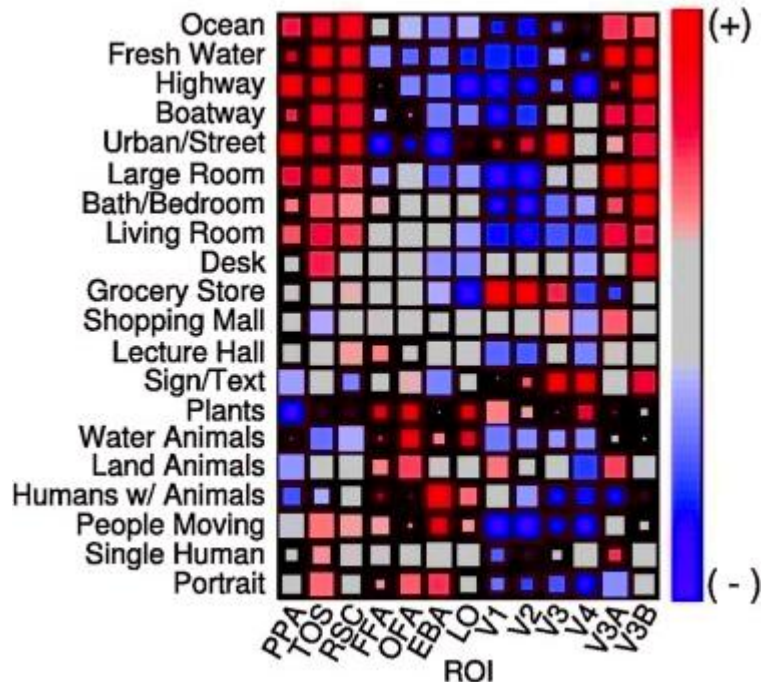 Ocean
Fresh Water
Highway
Boatway
Urban/Street
Large Room
Bath/Bedroom
Living Room
Desk
Grocery Store
Shopping Mall
Lecture Hall
Sign/Text
Plants
Water Animals
Land Animals
Humans w/ Animals
People Moving
Single Human
Portrait
PPA TOS RSC FFA OFA EBA LO V1 V2 V3 V4 V3A V3B
ROI
(+)
(-)